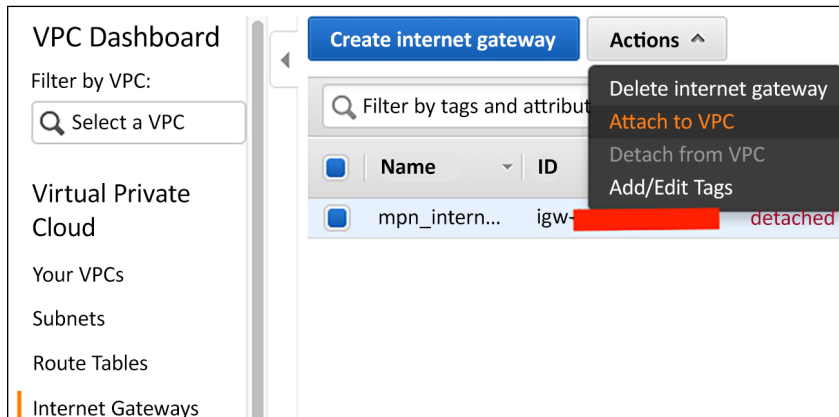 VPC Dashboard
Filter by VPC:
Select a VPC
Virtual Private
Cloud
Your VPCs
Subnets
Route Tables
Internet Gateways
Create internet gateway
Actions
Delete internet gateway
Attach to VPC
Detach from VPC
Add/Edit Tags
Filter by tags and attribut
Name ID
mpn_intern... igw- detached